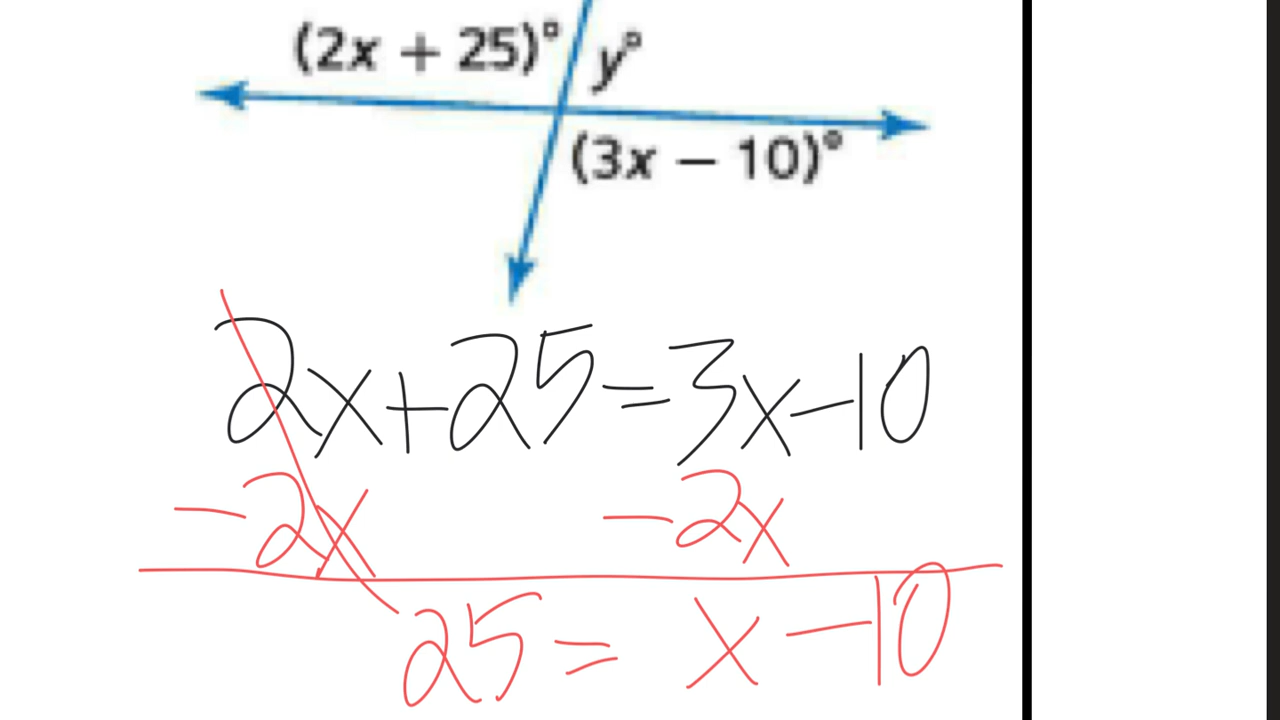 (2x + 25)° y°
(3x − 10)°
2x+25=3x−10
−2x −2x
25 = x −10